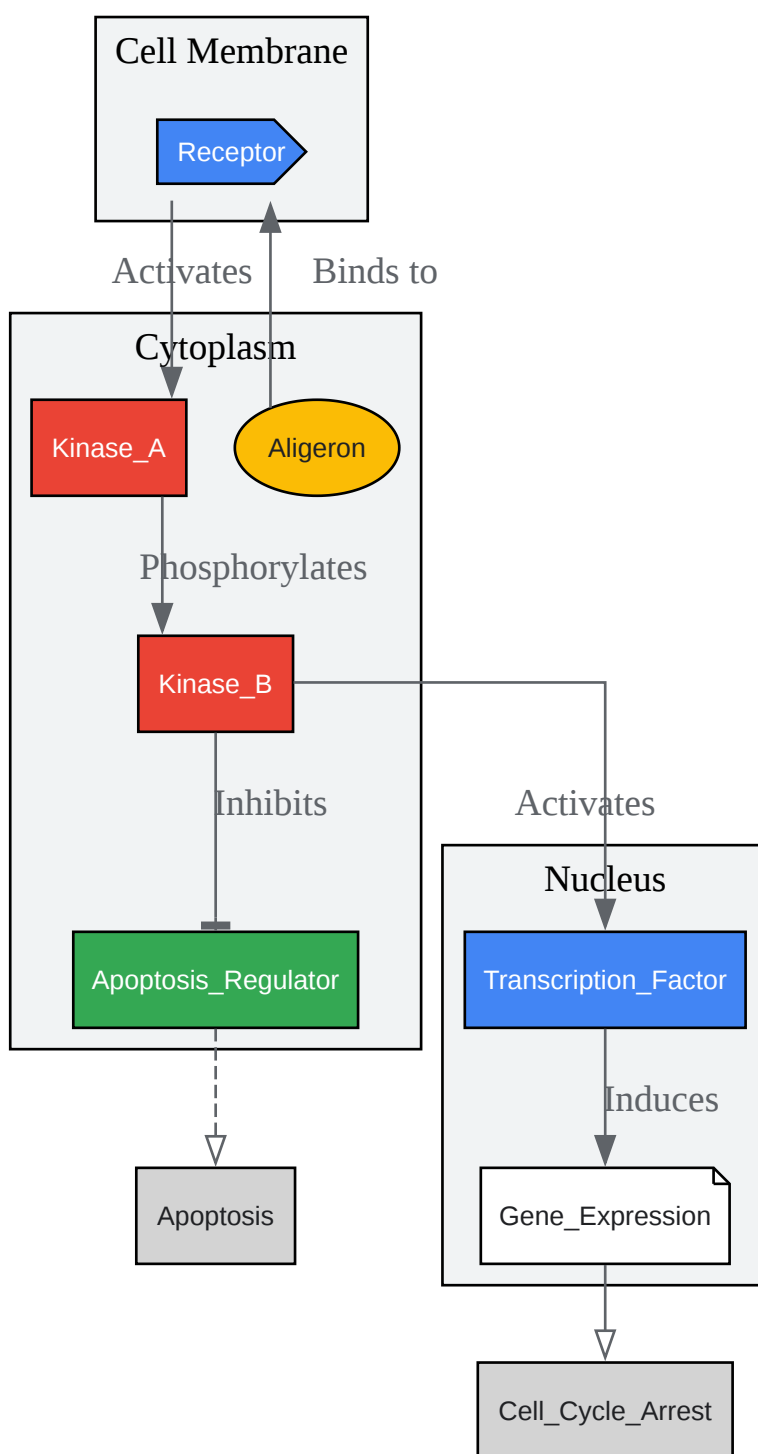 Cell Membrane
Receptor
Activates
Binds to
Cytoplasm
Kinase_A
Aligeron
Phosphorylates
Kinase_B
Inhibits
Activates
Nucleus
Apoptosis_Regulator
Transcription_Factor
Induces
Apoptosis
Gene_Expression
Cell_Cycle_Arrest